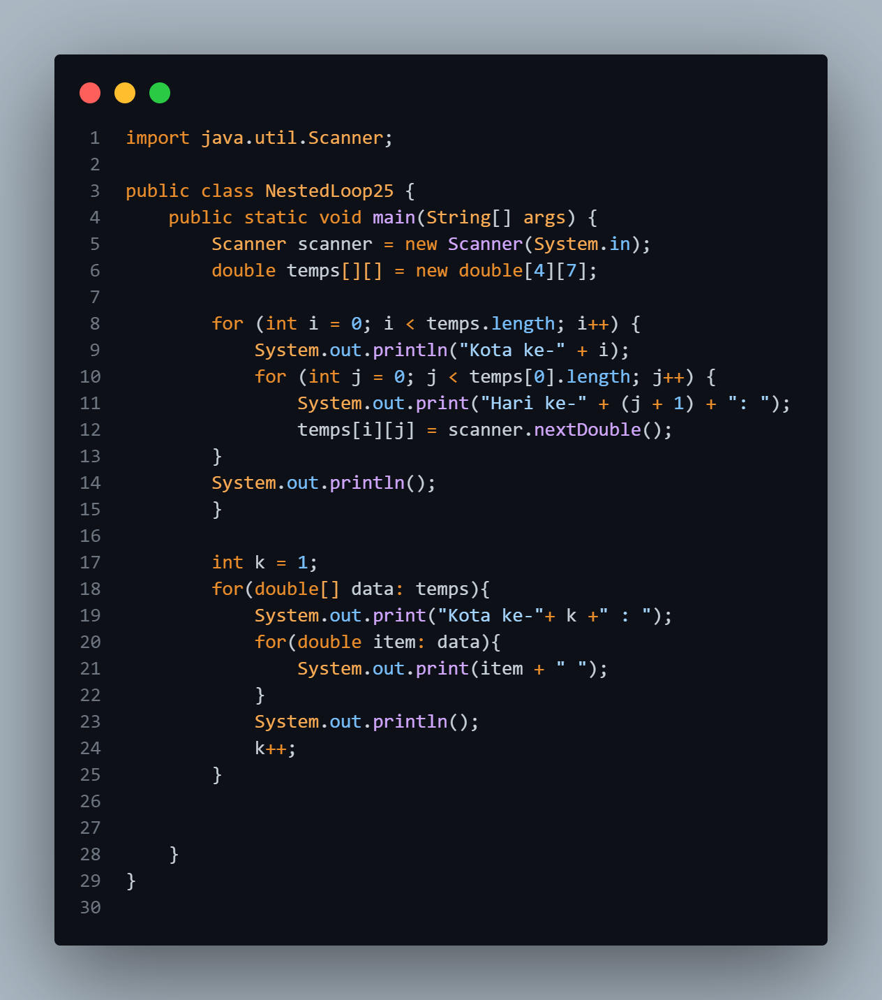 1 import java.util.Scanner;
2
3 public class NestedLoop25 {
4     public static void main(String[] args) {
5         Scanner scanner = new Scanner(System.in);
6         double temps[][] = new double[4][7];
7
8         for (int i = 0; i < temps.length; i++) {
9             System.out.println("Kota ke-" + i);
10             for (int j = 0; j < temps[0].length; j++) {
11                 System.out.print("Hari ke-" + (j + 1) + ": ");
12                 temps[i][j] = scanner.nextDouble();
13         }
14         System.out.println();
15         }
16
17         int k = 1;
18         for(double[] data: temps){
19             System.out.print("Kota ke-"+ k +" : ");
20             for(double item: data){
21                 System.out.print(item + " ");
22             }
23             System.out.println();
24             k++;
25         }
26
27
28     }
29 }
30